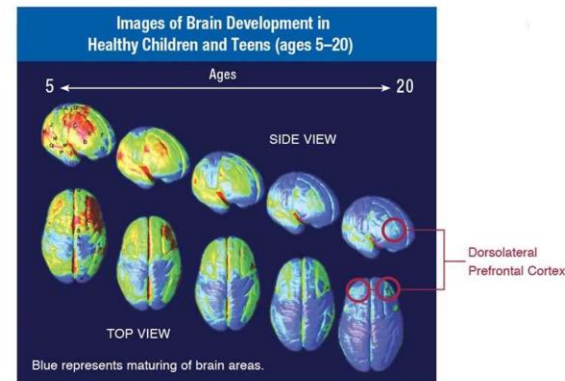 Images of Brain Development in
Healthy Children and Teens (ages 5–20)
Ages
5
20
SIDE VIEW
Dorsolateral
Prefrontal Cortex
TOP VIEW
Blue represents maturing of brain areas.